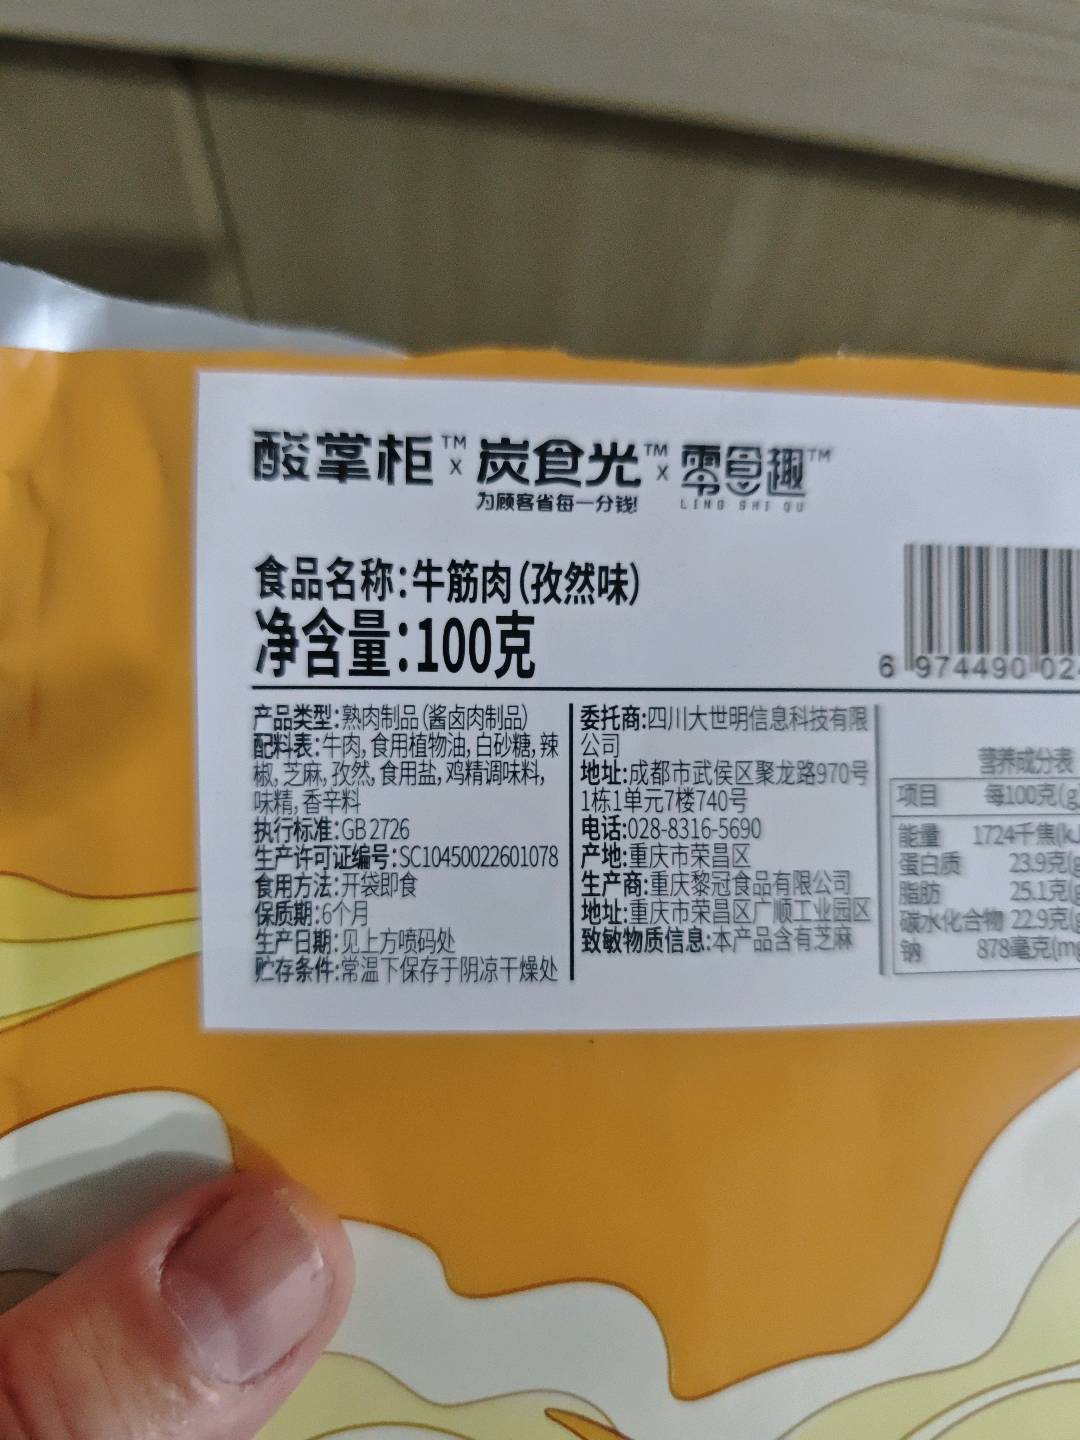 酸掌柜™ x 炭食光™ x 零食趣™
为顾客省每一分钱!
LING SHI QU
食品名称:牛筋肉(孜然味)
净含量:100克
6 974490 02
产品类型:熟肉制品(酱卤肉制品)
配料表:牛肉,食用植物油,白砂糖,辣
椒,芝麻,孜然,食用盐,鸡精调味料,
味精,香辛料
执行标准:GB 2726
生产许可证编号:SC10450022601078
食用方法:开袋即食
保质期:6个月
生产日期:见上方喷码处
贮存条件:常温下保存于阴凉干燥处
委托商:四川大世明信息科技有限
公司
地址:成都市武侯区聚龙路970号
1栋1单元7楼740号
电话:028-8316-5690
产地:重庆市荣昌区
生产商:重庆黎冠食品有限公司
地址:重庆市荣昌区广顺工业园区
致敏物质信息:本产品含有芝麻
营养成分表
项目 每100克(g)
能量 1724千焦(kJ
蛋白质 23.9克(g
脂肪 25.1克(g
碳水化合物 22.9克(g
钠 878毫克(mg